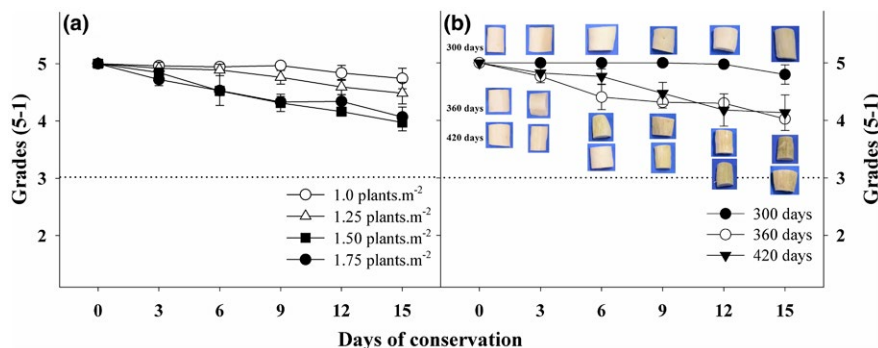 (a)
Grades (5-1)
5
4
3
2
1.0 plants.m⁻²
1.25 plants.m⁻²
1.50 plants.m⁻²
1.75 plants.m⁻²
0 3 6 9 12 15
(b)
300 days
360 days
420 days
300 days
360 days
420 days
5
4
3
2
Grades (5-1)
0 3 6 9 12 15
Days of conservation